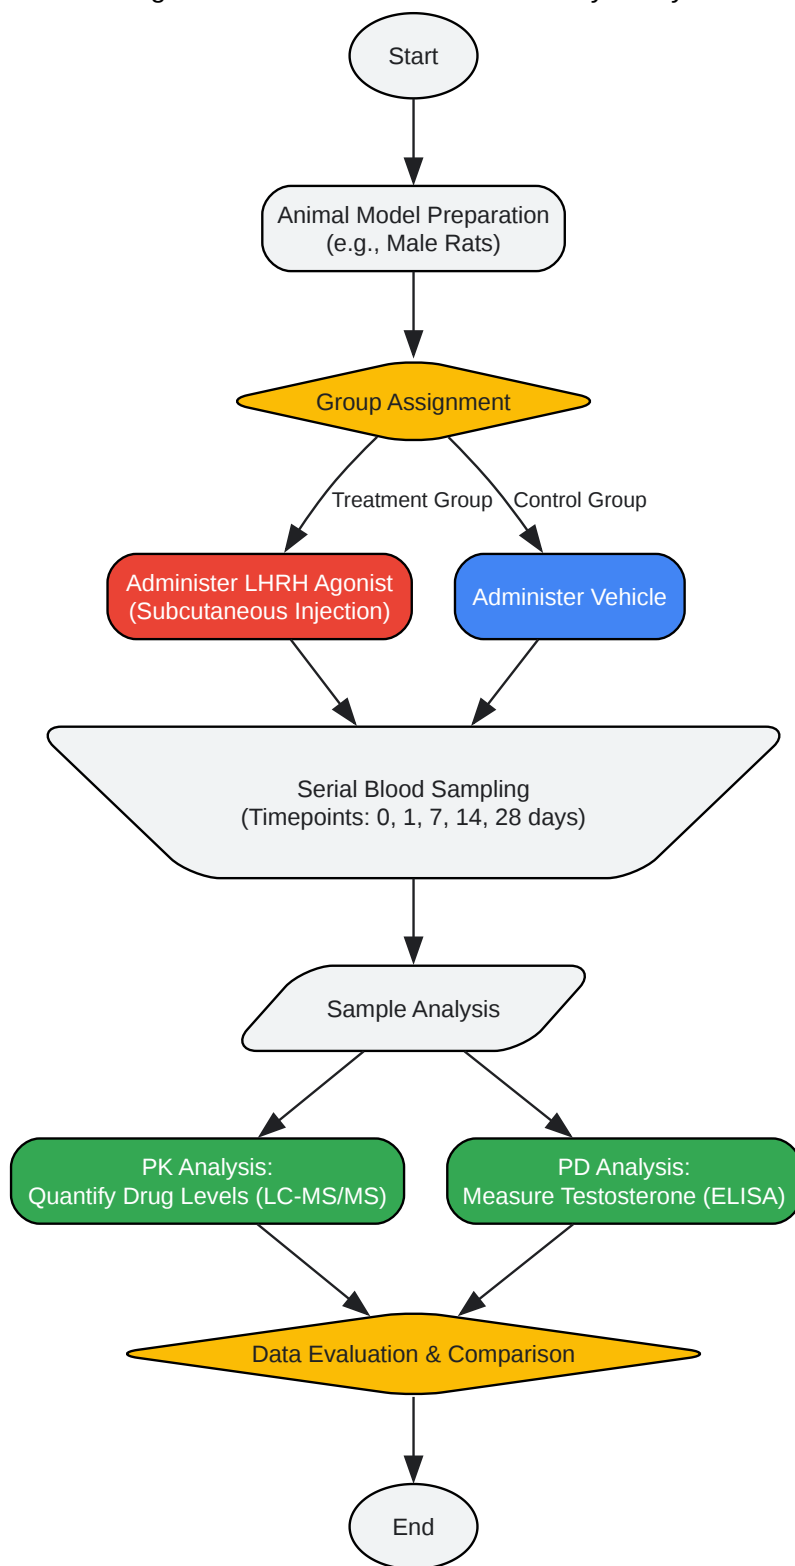 Start
Animal Model Preparation
(e.g., Male Rats)
Group Assignment
Treatment Group
Control Group
Administer LHRH Agonist
(Subcutaneous Injection)
Administer Vehicle
Serial Blood Sampling
(Timepoints: 0, 1, 7, 14, 28 days)
Sample Analysis
PK Analysis:
Quantify Drug Levels (LC-MS/MS)
PD Analysis:
Measure Testosterone (ELISA)
Data Evaluation & Comparison
End